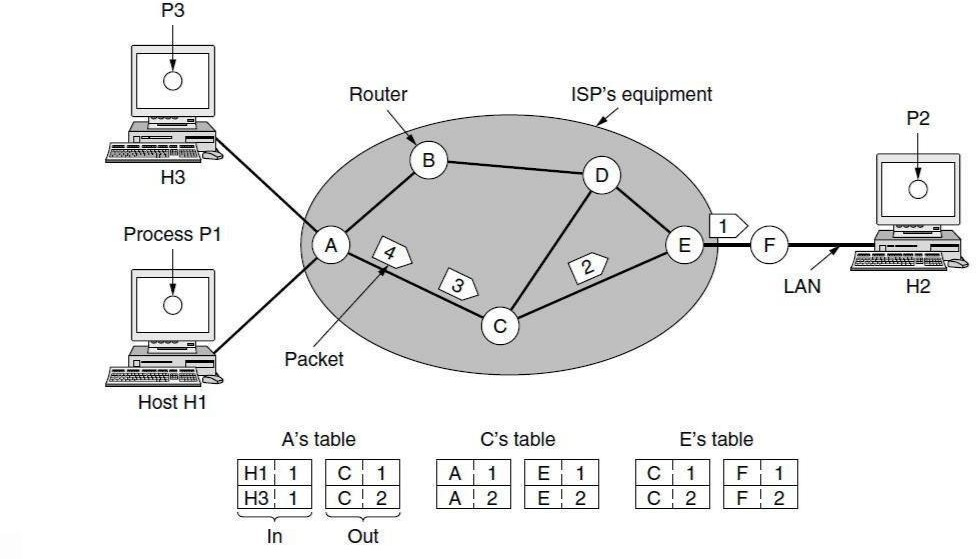 P3
Router
ISP's equipment
P2
B
D
H3
Process P1
A
4
3
2
E
1
F
LAN
H2
C
Packet
Host H1
A's table
C's table
E's table
H1 1 C 1 A 1 E 1 C 1 F 1
H3 1 C 2 A 2 E 2 C 2 F 2
In Out